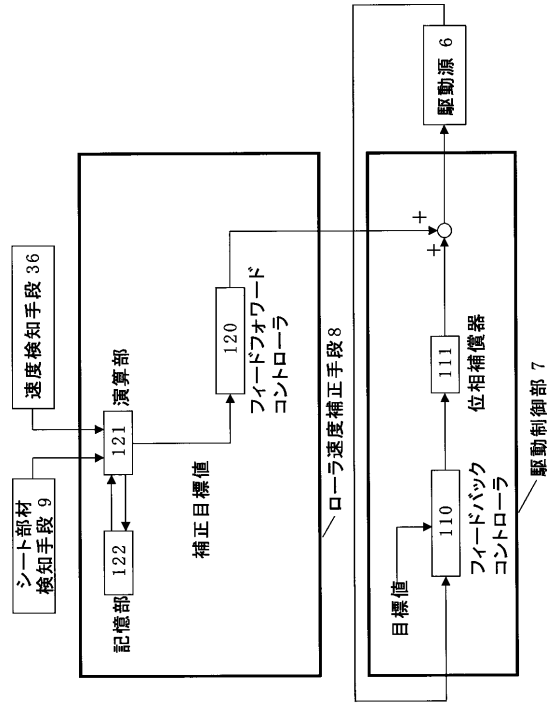 シート部材
検知手段 9
速度検知手段 36
記憶部
122
121
演算部
補正目標値
120
フィードフォワード
コントローラ
ローラ速度補正手段8
目標値
110
フィードバック
コントローラ
111
位相補償器
+
+
駆動源 6
駆動制御部 7